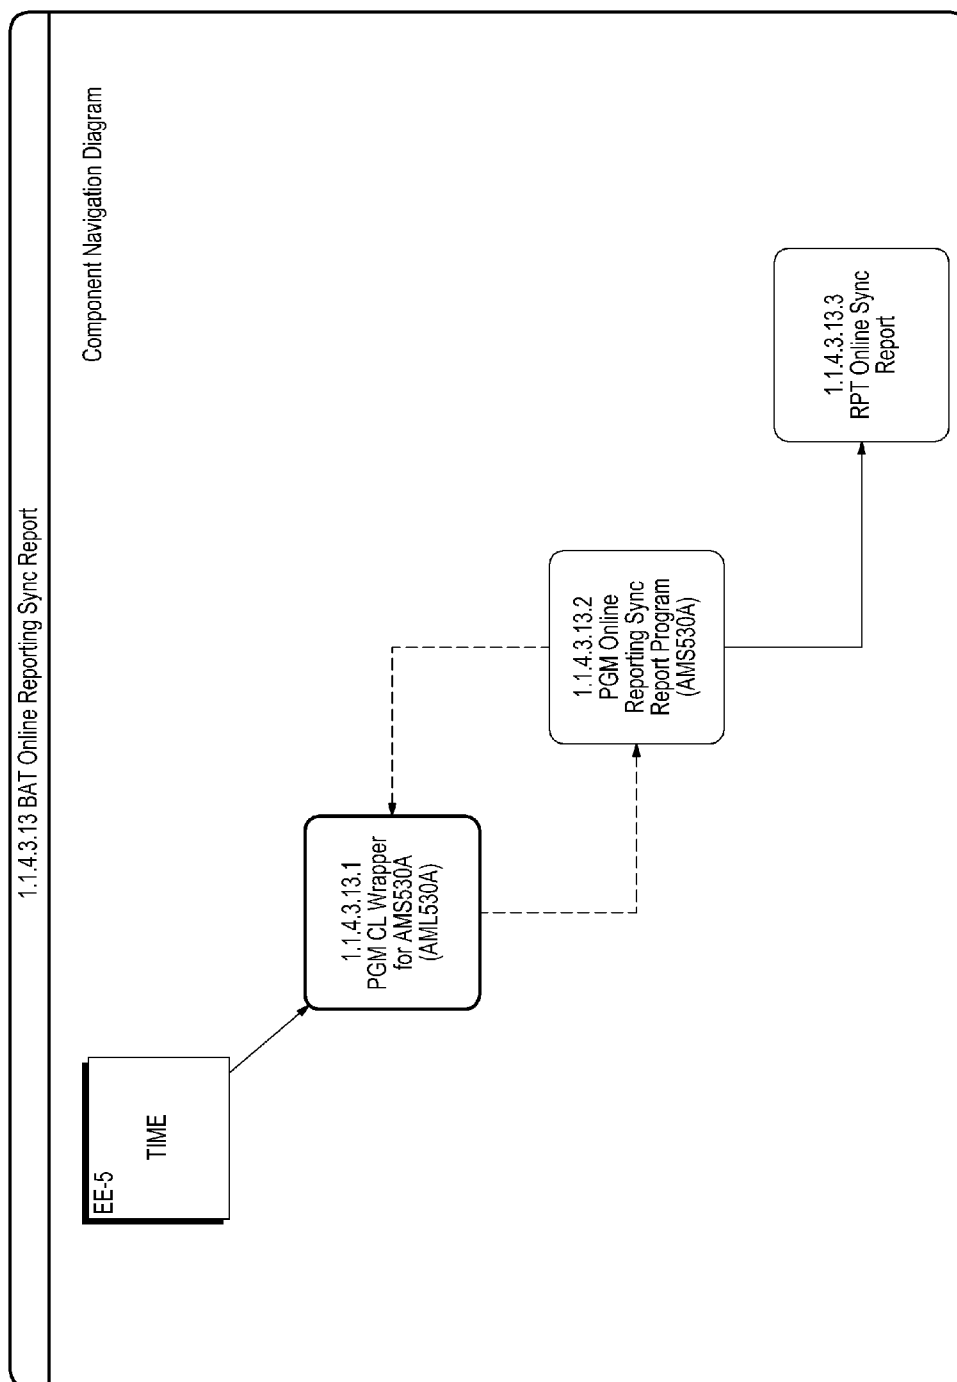 1.1.4.3.13 BAT Online Reporting Sync Report
Component Navigation Diagram
EE-5
TIME
1.1.4.3.13.1
PGM CL Wrapper
for AMS530A
(AML530A)
1.1.4.3.13.2
PGM Online
Reporting Sync
Report Program
(AMS530A)
1.1.4.3.13.3
RPT Online Sync
Report